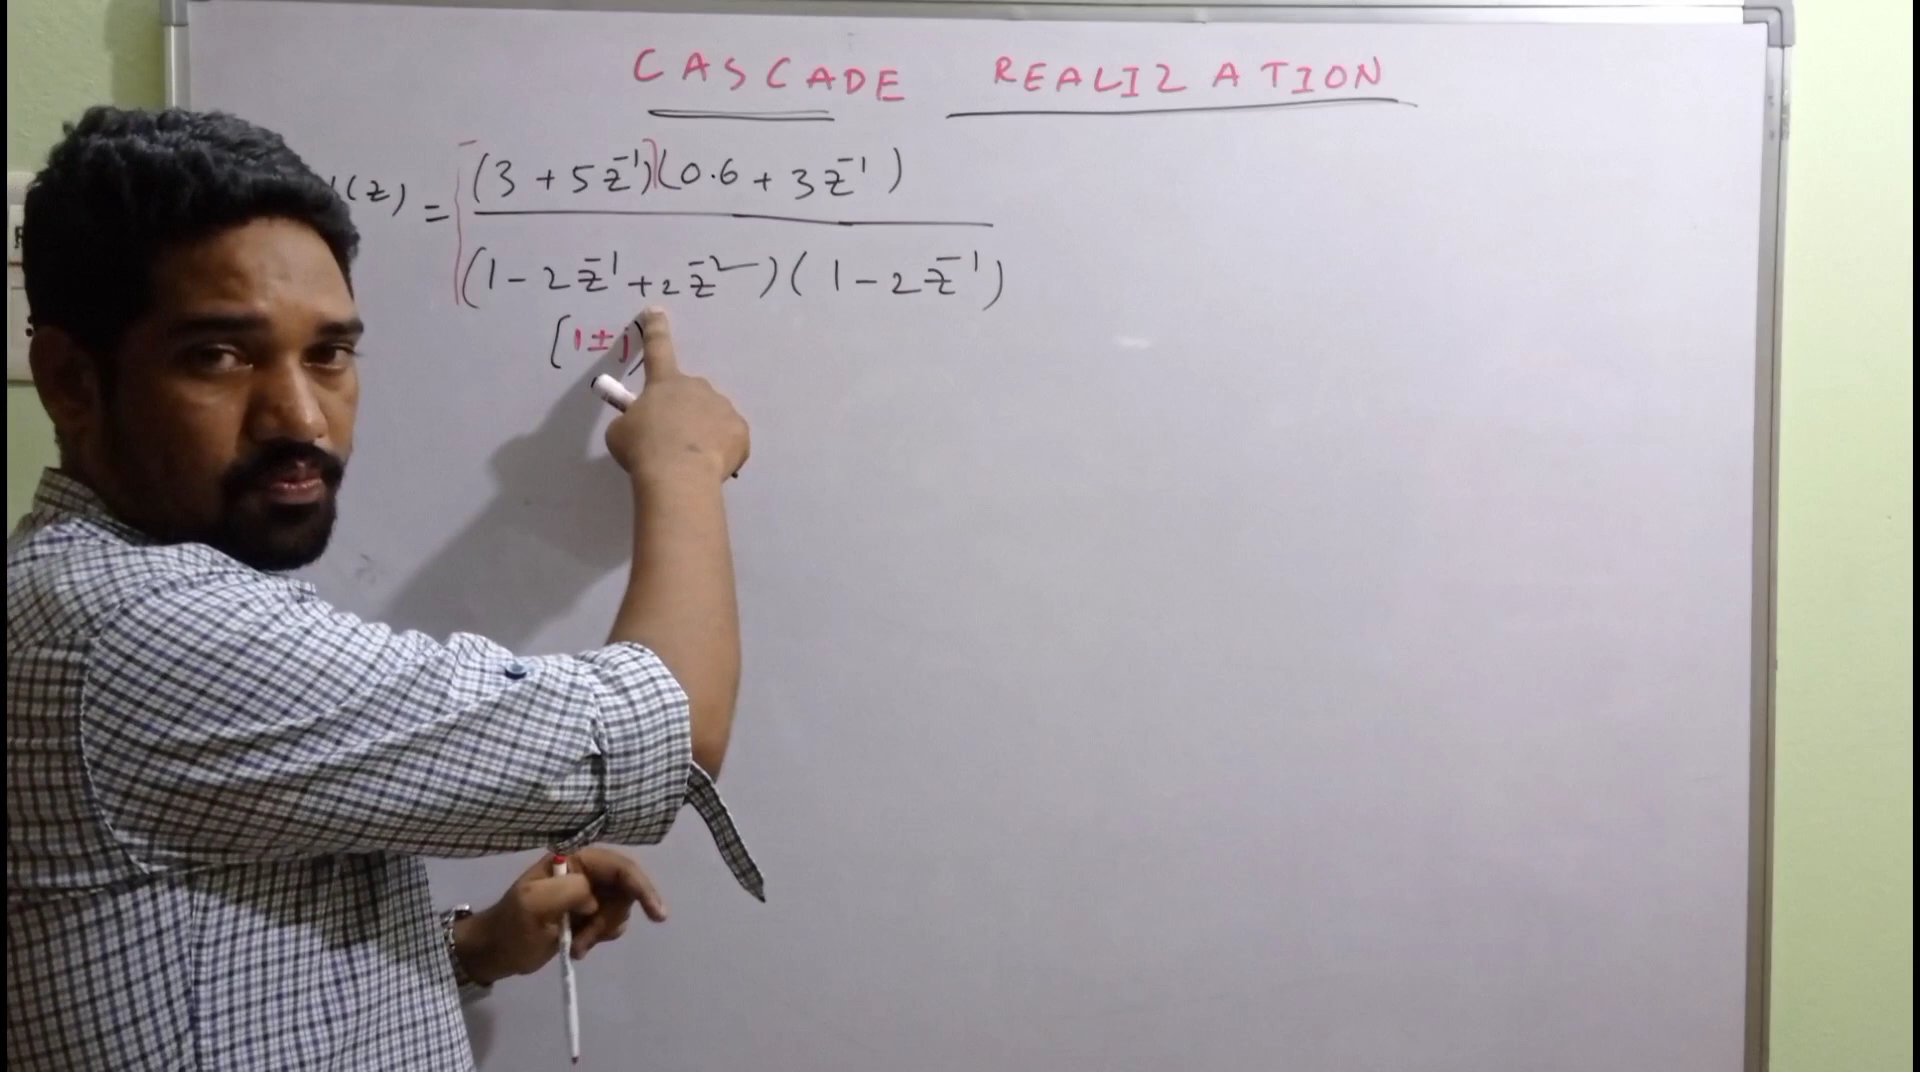 CASCADE REALIZATION
(z) = (3 + 5z⁻¹)(0.6 + 3z⁻¹)
(1 - 2z⁻¹ + 2z⁻²)(1 - 2z⁻¹)
(1±j)